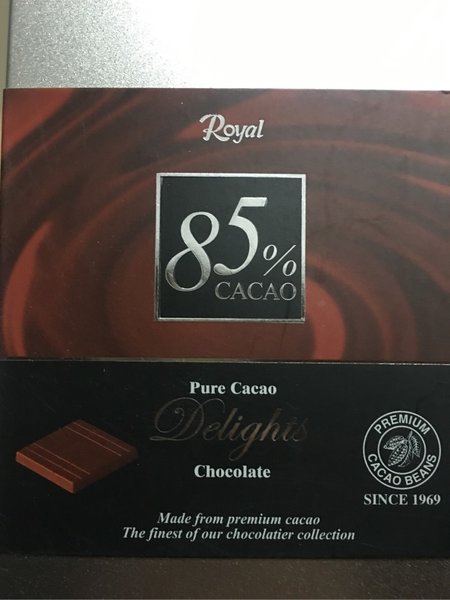 Royal
85%
CACAO
Pure Cacao
Delights
Chocolate
PREMIUM
CACAO BEANS
SINCE 1969
Made from premium cacao
The finest of our chocolatier collection